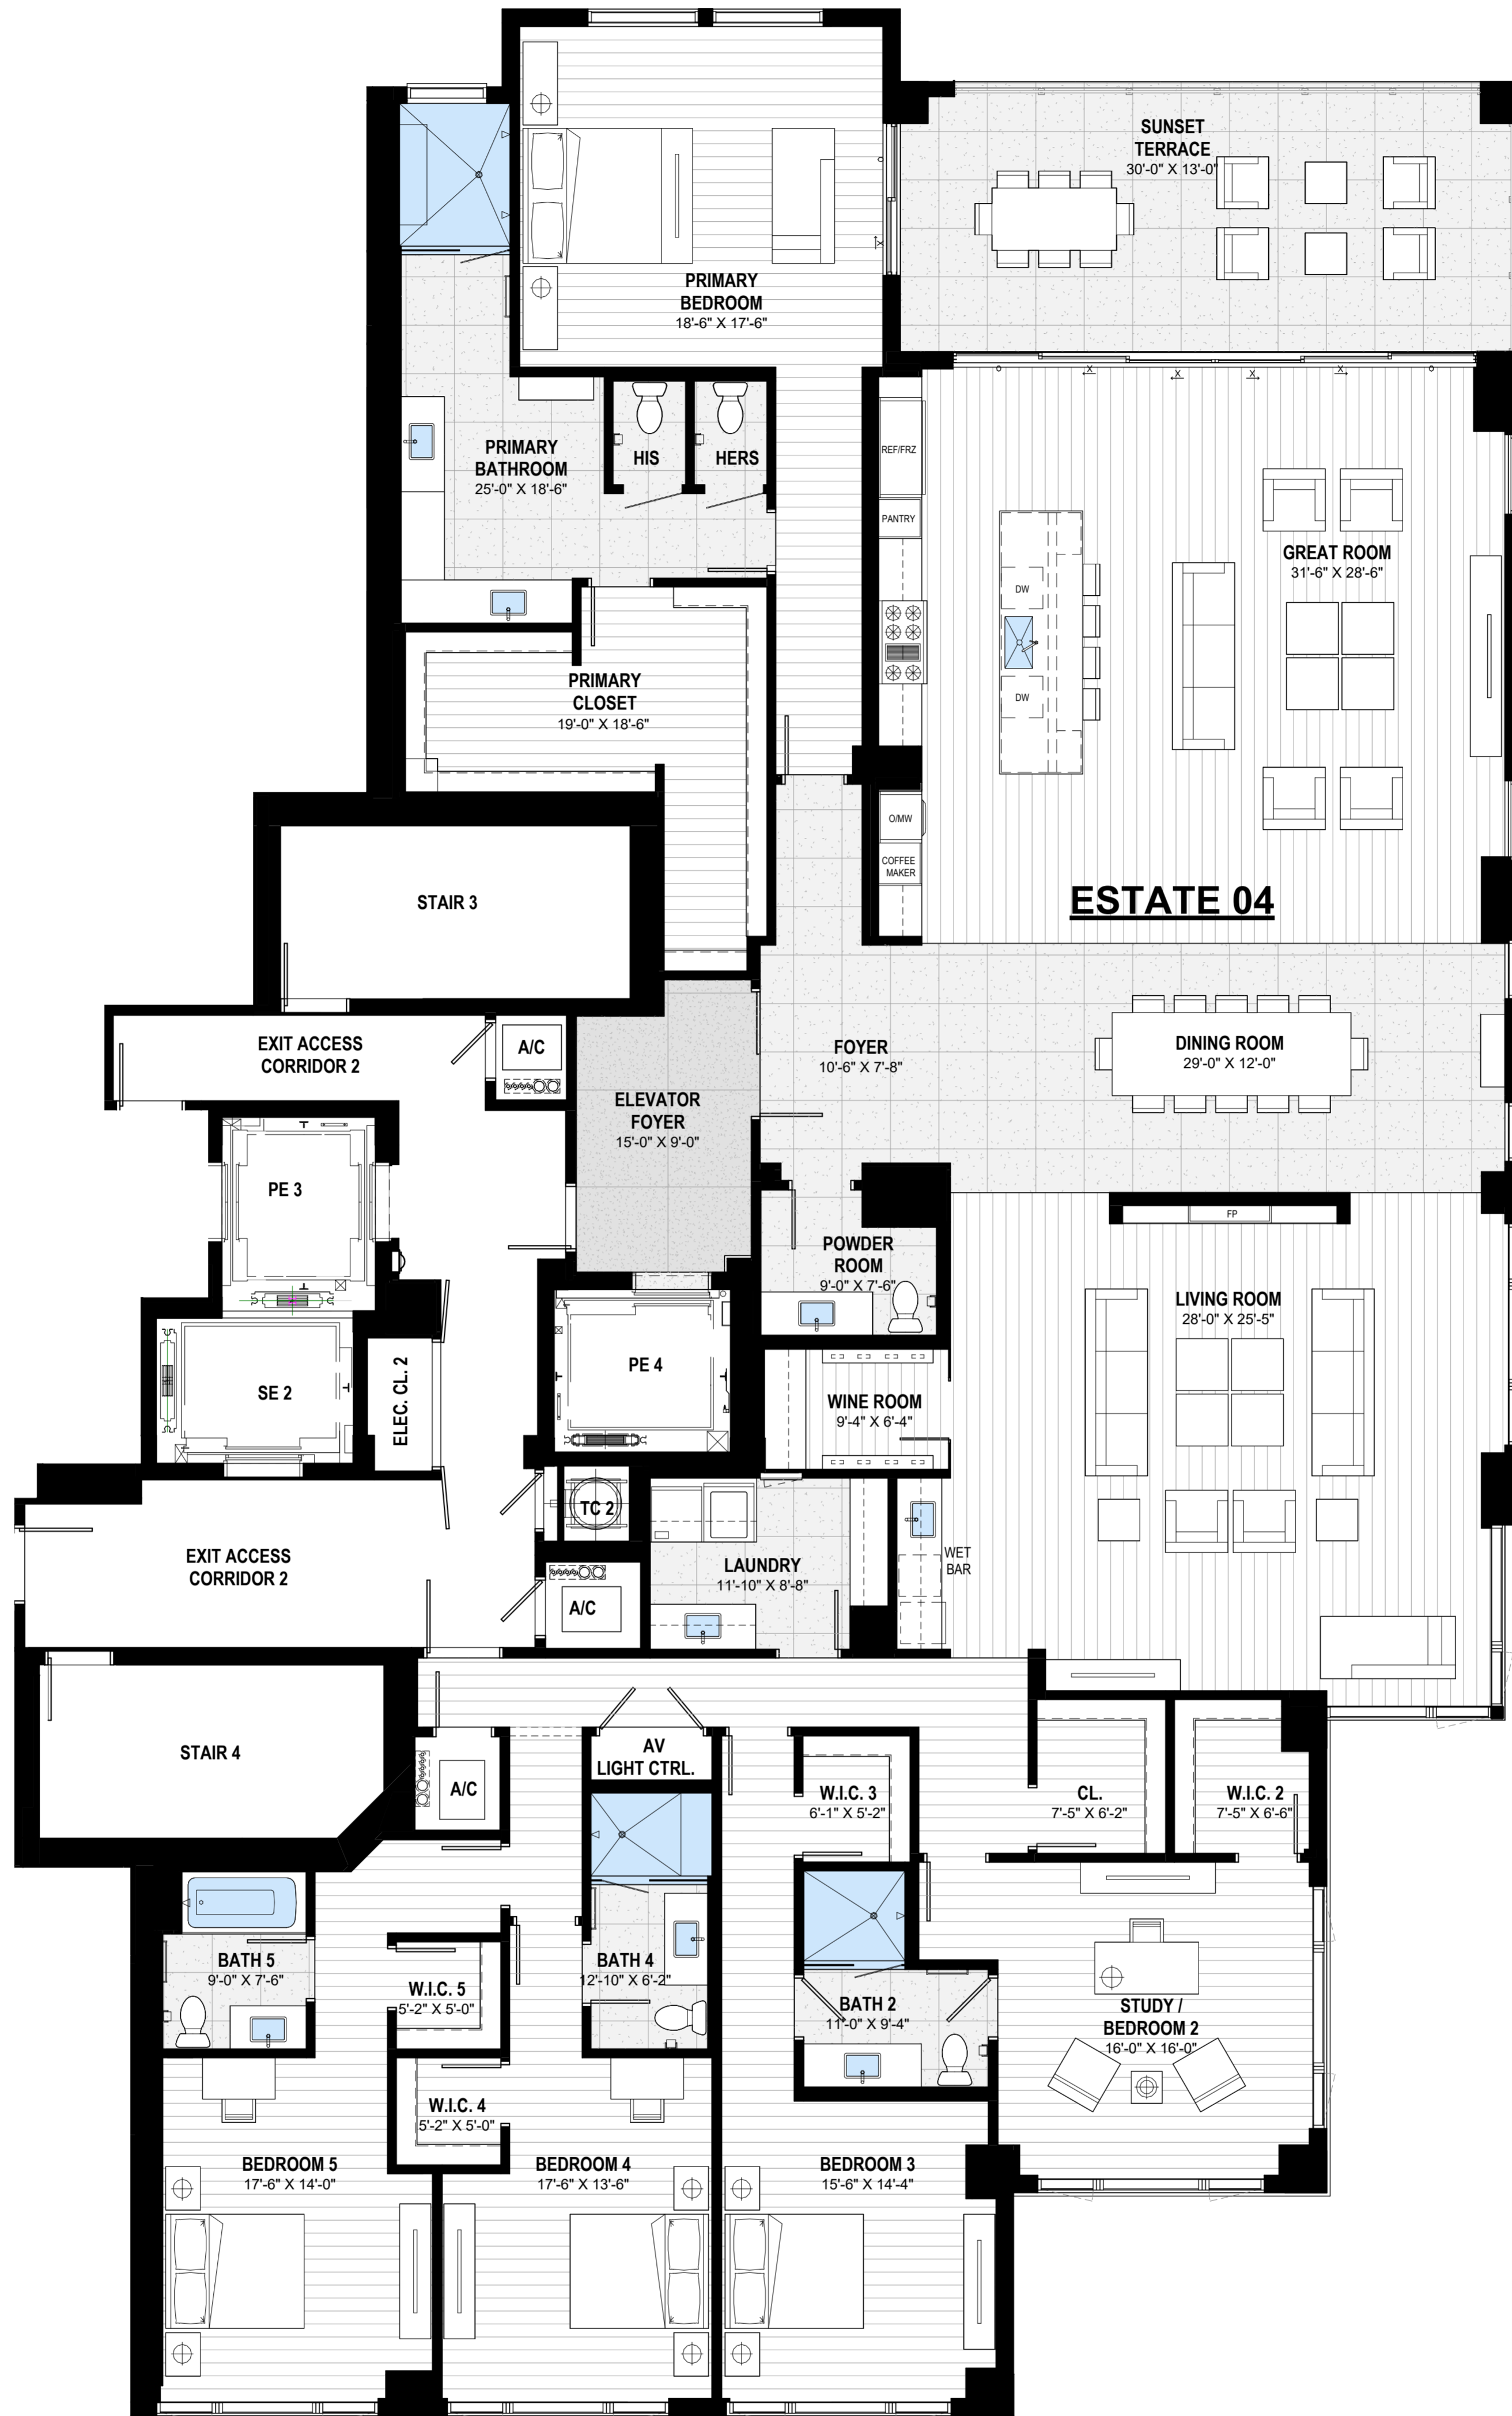 SUNSET
TERRACE
30'-0" X 13'-0"
PRIMARY
BEDROOM
18'-6" X 17'-6"
O
X
O
X
X
X
X
O
PRIMARY
BATHROOM
25'-0" X 18'-6"
HIS
HERS
REF/FRZ
PANTRY
DW
DW
GREAT ROOM
31'-6" X 28'-6"
PRIMARY
CLOSET
19'-0" X 18'-6"
O/MW
COFFEE
MAKER
ESTATE 04
STAIR 3
EXIT ACCESS
CORRIDOR 2
A/C
FOYER
10'-6" X 7'-8"
DINING ROOM
29'-0" X 12'-0"
ELEVATOR
FOYER
15'-0" X 9'-0"
PE 3
FP
POWDER
ROOM
9'-0" X 7'-6"
LIVING ROOM
28'-0" X 25'-5"
PE 4
SE 2
ELEC. CL. 2
WINE ROOM
9'-4" X 6'-4"
TC 2
EXIT ACCESS
CORRIDOR 2
LAUNDRY
11'-10" X 8'-8"
WET
BAR
A/C
STAIR 4
AV
LIGHT CTRL.
A/C
W.I.C. 3
6'-1" X 5'-2"
CL.
7'-5" X 6'-2"
W.I.C. 2
7'-5" X 6'-6"
BATH 5
9'-0" X 7'-6"
BATH 4
12'-10" X 6'-2"
W.I.C. 5
5'-2" X 5'-0"
BATH 2
11'-0" X 9'-4"
STUDY /
BEDROOM 2
16'-0" X 16'-0"
W.I.C. 4
5'-2" X 5'-0"
BEDROOM 5
17'-6" X 14'-0"
BEDROOM 4
17'-6" X 13'-6"
BEDROOM 3
15'-6" X 14'-4"